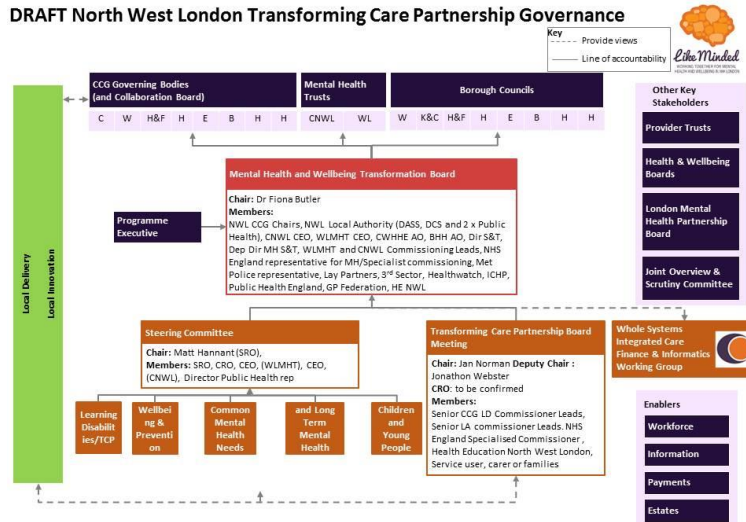 DRAFT North West London Transforming Care Partnership Governance
Key
Provide views
Line of accountability
Like Minded
WORKING TOGETHER FOR MENTAL
HEALTH AND WELLBEING IN NW LONDON
CCG Governing Bodies
(and Collaboration Board)
Mental Health
Trusts
Borough Councils
C W H&F H E B H H
CNWL WL
W K&C H&F H E B H H
Other Key
Stakeholders
Provider Trusts
Health & Wellbeing
Boards
London Mental
Health Partnership
Board
Joint Overview &
Scrutiny Committee
Mental Health and Wellbeing Transformation Board
Chair: Dr Fiona Butler
Members:
NWL CCG Chairs, NWL Local Authority (DASS, DCS and 2 x Public
Health), CNWL CEO, WLMHT CEO, CWHHE AO, BHH AO, Dir S&T,
Dep Dir MH S&T, WLMHT and CNWL Commissioning Leads, NHS
England representative for MH/Specialist commissioning, Met
Police representative, Lay Partners, 3rd Sector, Healthwatch, ICHP,
Public Health England, GP Federation, HE NWL
Programme
Executive
Local Delivery
Local Innovation
Steering Committee
Chair: Matt Hannant (SRO),
Members: SRO, CRO, CEO, (WLMHT), CEO,
(CNWL), Director Public Health rep
Transforming Care Partnership Board
Meeting
Chair: Jan Norman Deputy Chair :
Jonathon Webster
CRO: to be confirmed
Members:
Senior CCG LD Commissioner Leads,
Senior LA commissioner Leads. NHS
England Specialised Commissioner ,
Health Education North West London,
Service user, carer or families
Whole Systems
Integrated Care
Finance & Informatics
Working Group
Learning
Disabilit
ies/TCP
Wellbei
ng &
Preventi
on
Common
Mental
Health
Needs
and Long
Term
Mental
Health
Children
and
Young
People
Enablers
Workforce
Information
Payments
Estates